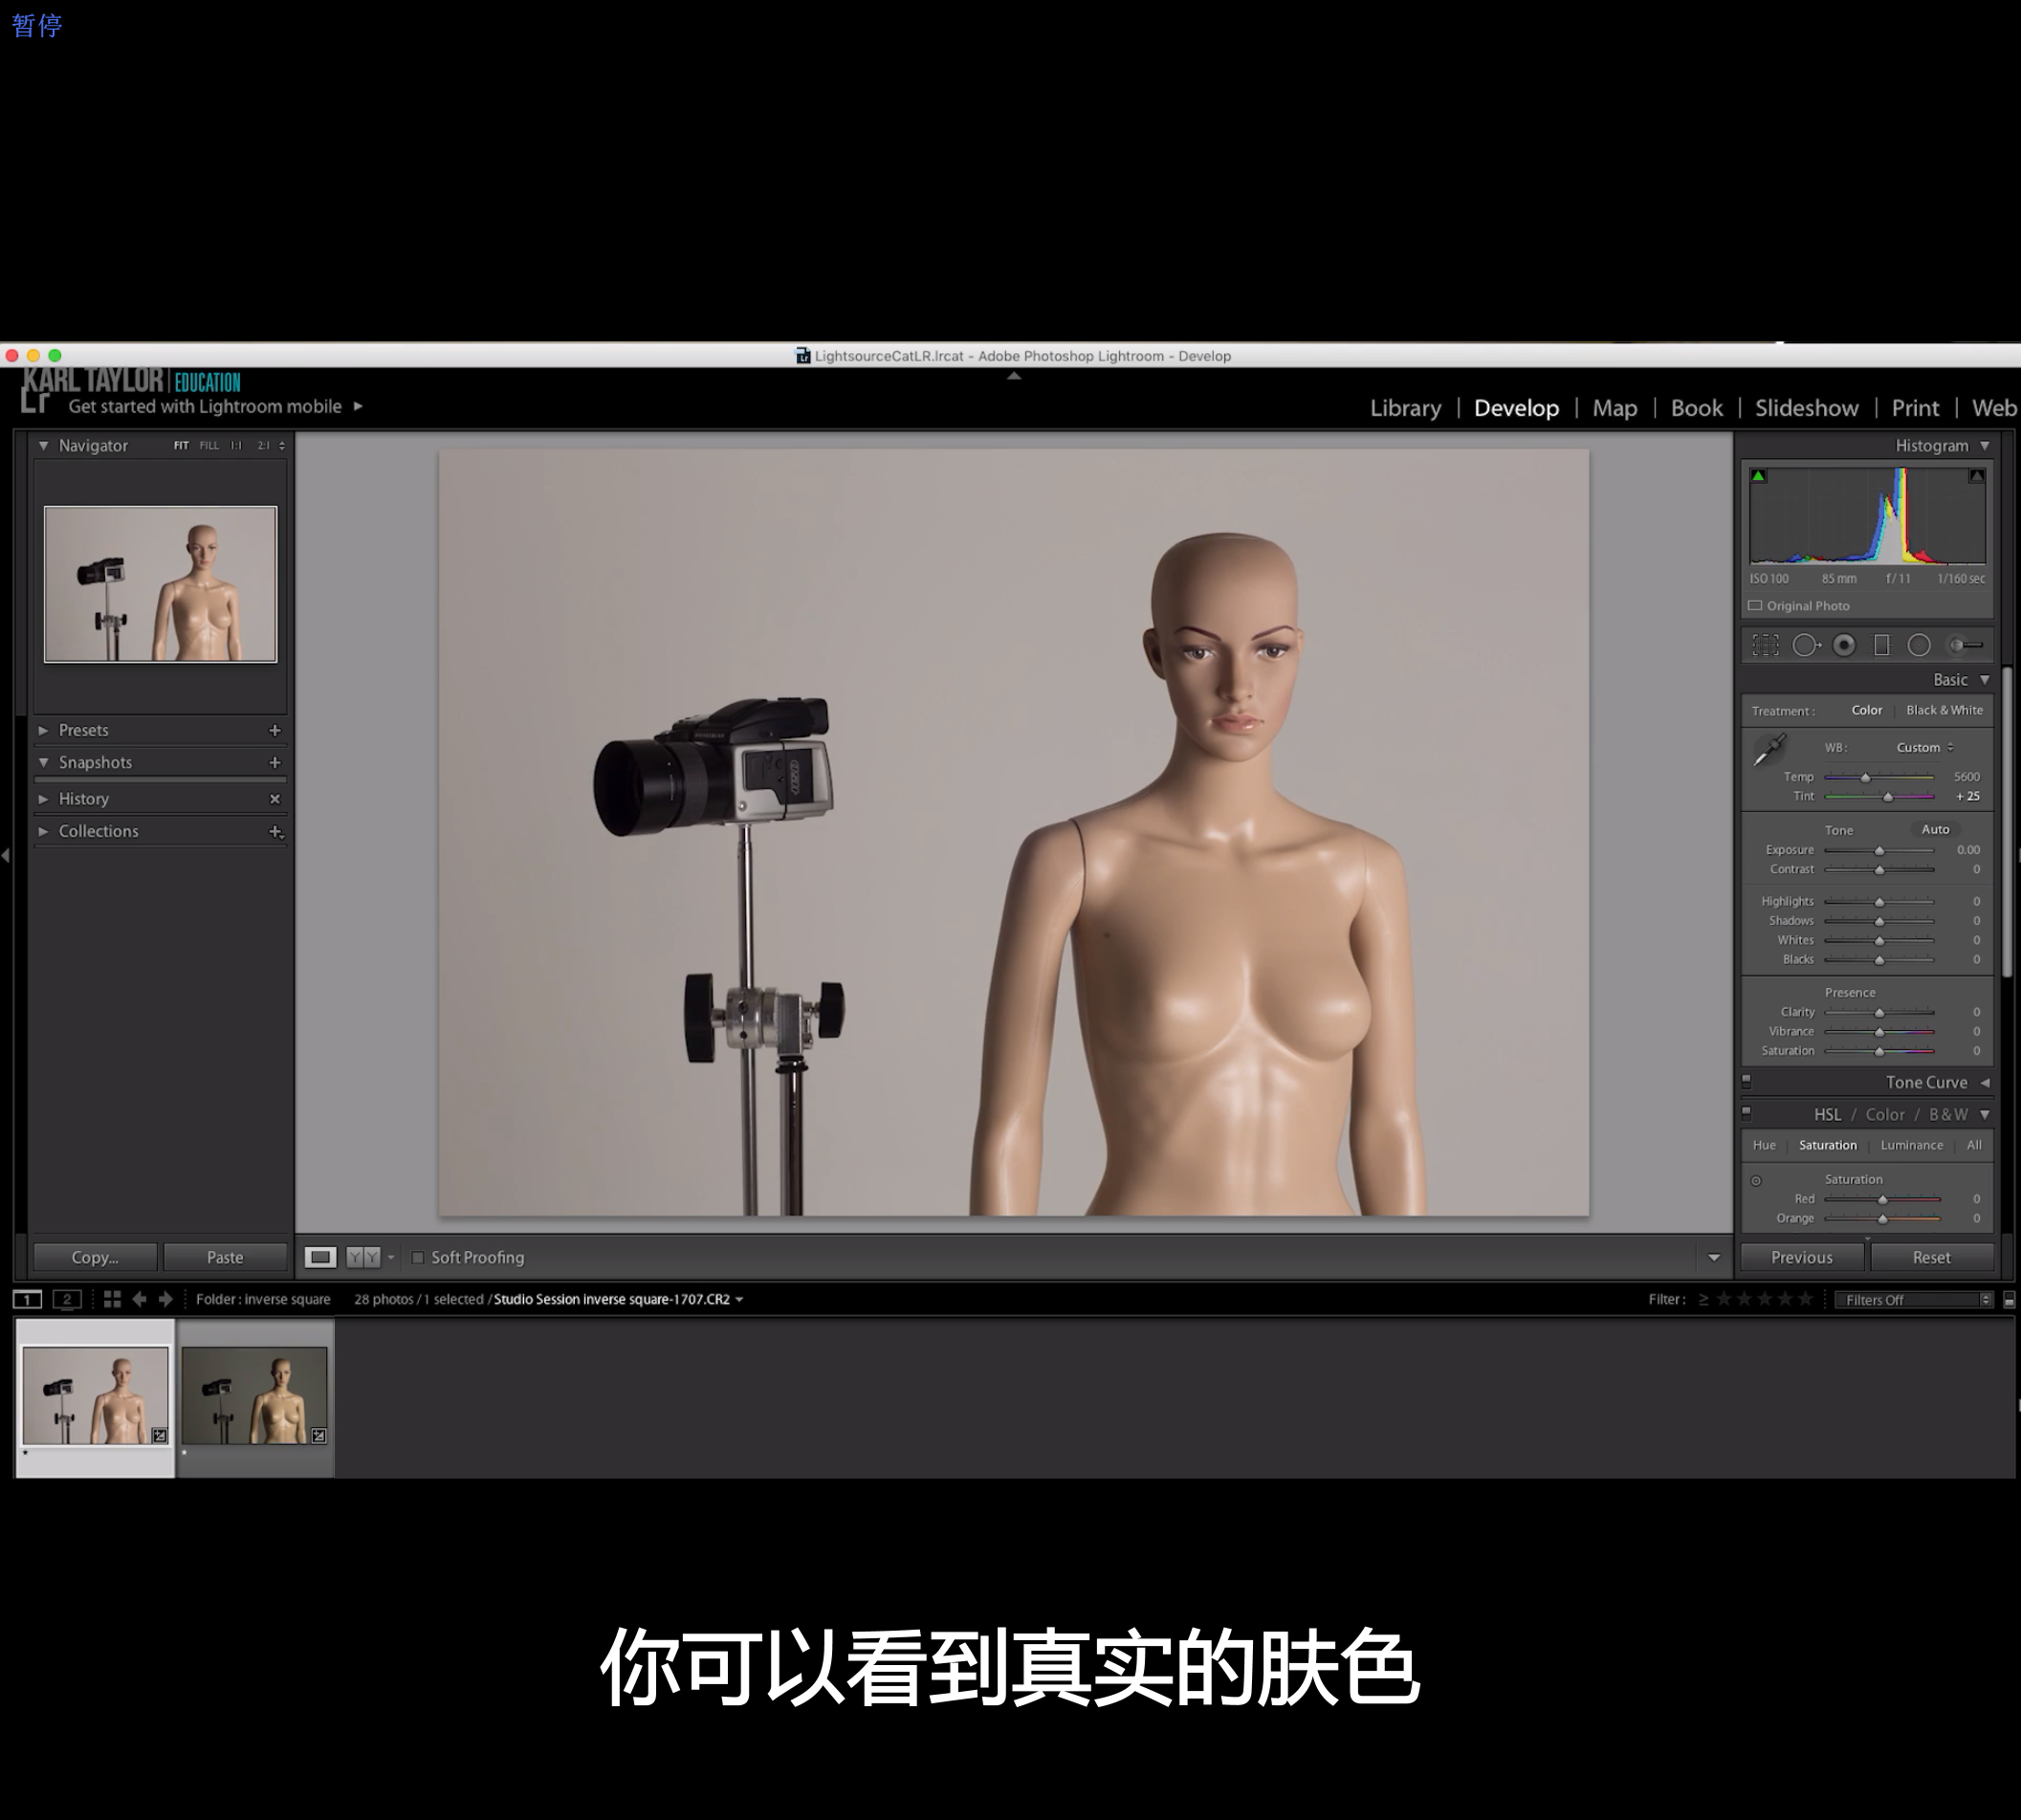 暂停
LightsourceCatLR.lrcat - Adobe Photoshop Lightroom - Develop
KARL TAYLOR | EDUCATION
Lr Get started with Lightroom mobile
Library | Develop | Map | Book | Slideshow | Print | Web
Navigator FIT FILL 1:1 2:1
Presets
Snapshots
History
Collections
Copy... Paste
Histogram
ISO 100 85 mm f/11 1/160 sec
Original Photo
Basic
Treatment : Color Black & White
WB : Custom
Temp 5600
Tint + 25
Tone Auto
Exposure 0.00
Contrast 0
Highlights 0
Shadows 0
Whites 0
Blacks 0
Presence
Clarity 0
Vibrance 0
Saturation 0
Tone Curve
HSL / Color / B & W
Hue Saturation Luminance All
Saturation
Red 0
Orange 0
Previous Reset
YY Soft Proofing
1 2 Folder : inverse square 28 photos / 1 selected / Studio Session inverse square-1707.CR2 Filter : ≥ ★★★★★ Filters Off
你可以看到真实的肤色